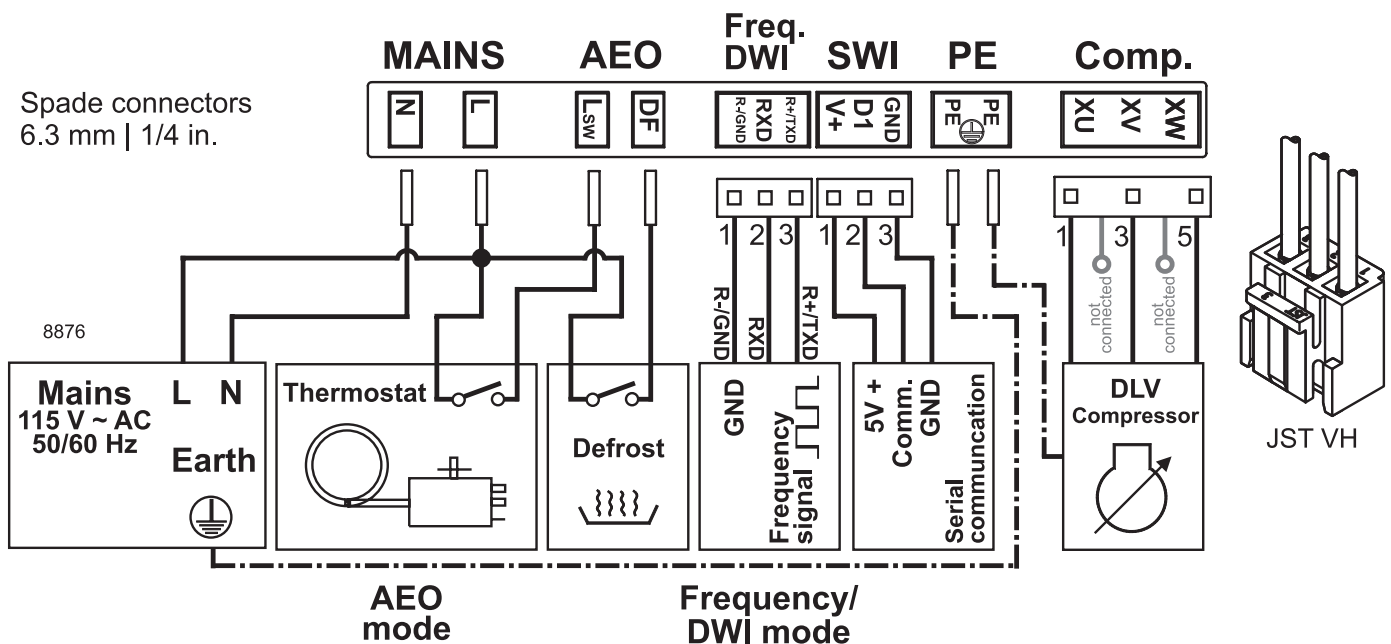 Freq.
MAINS AEO DWI SWI PE Comp.
Spade connectors
6.3 mm | 1/4 in.
N L Lsw DF R-/GND RXD R+/TXD V+ D1 GND PE PE XU XV XW
1 2 3 1 2 3 1 3 5
not connected not connected
R-/GND RXD R+/TXD
8876
Mains L N
115 V ~ AC
50/60 Hz
Earth
Thermostat
Defrost
GND
Frequency
signal
5V +
Comm.
GND
Serial
communcation
DLV
Compressor
JST VH
AEO
mode
Frequency/
DWI mode